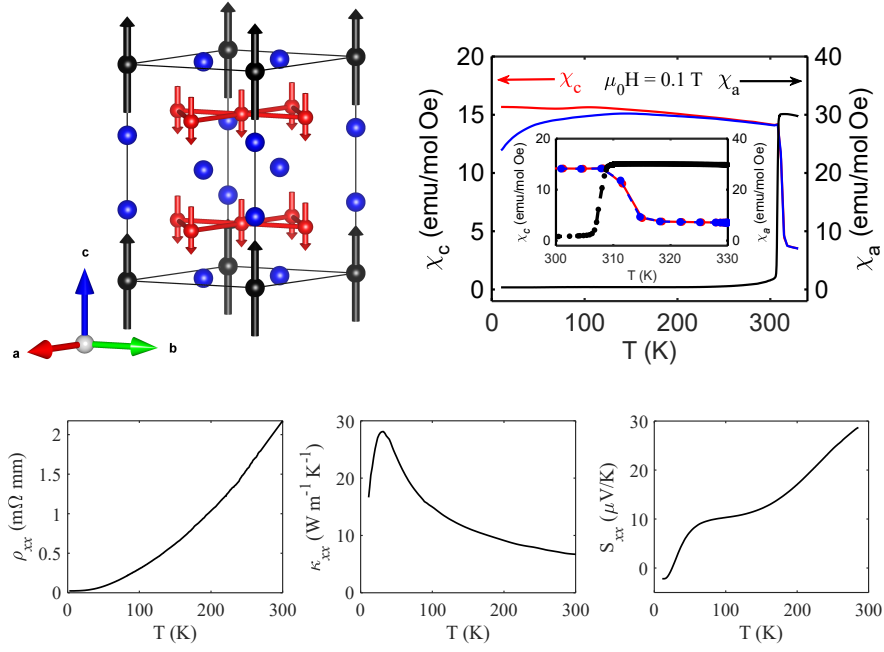 c
a
b
χc (emu/mol Oe)
20
15
10
5
0
χc
μ0H = 0.1 T
χa
40
30
20
10
0
χa (emu/mol Oe)
0
100
200
300
T (K)
χc (emu/mol Oe)
20
15
10
5
0
40
20
0
χa (emu/mol Oe)
300
310
320
330
T (K)
ρxx (mΩ mm)
2
1.5
1
0.5
0
0
100
200
300
T (K)
κxx (W m-1 K-1)
30
20
10
0
0
100
200
300
T (K)
Sxx (μV/K)
30
20
10
0
0
100
200
300
T (K)